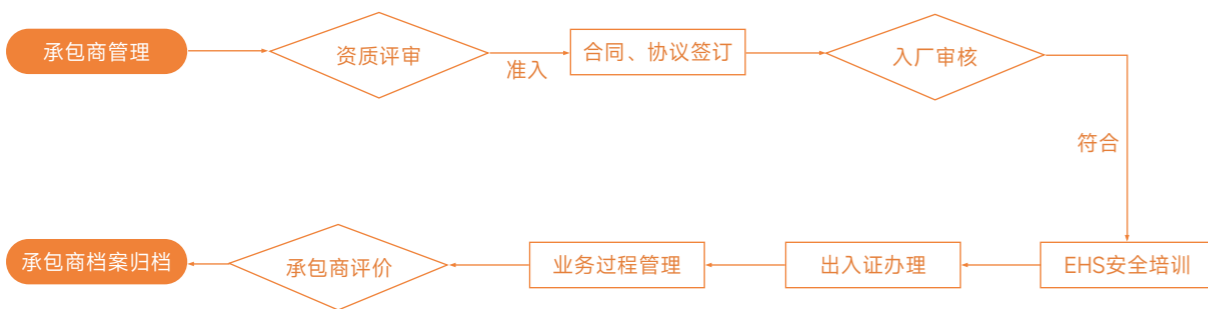 承包商管理
资质评审
准入
合同、协议签订
入厂审核
符合
EHS安全培训
出入证办理
业务过程管理
承包商评价
承包商档案归档